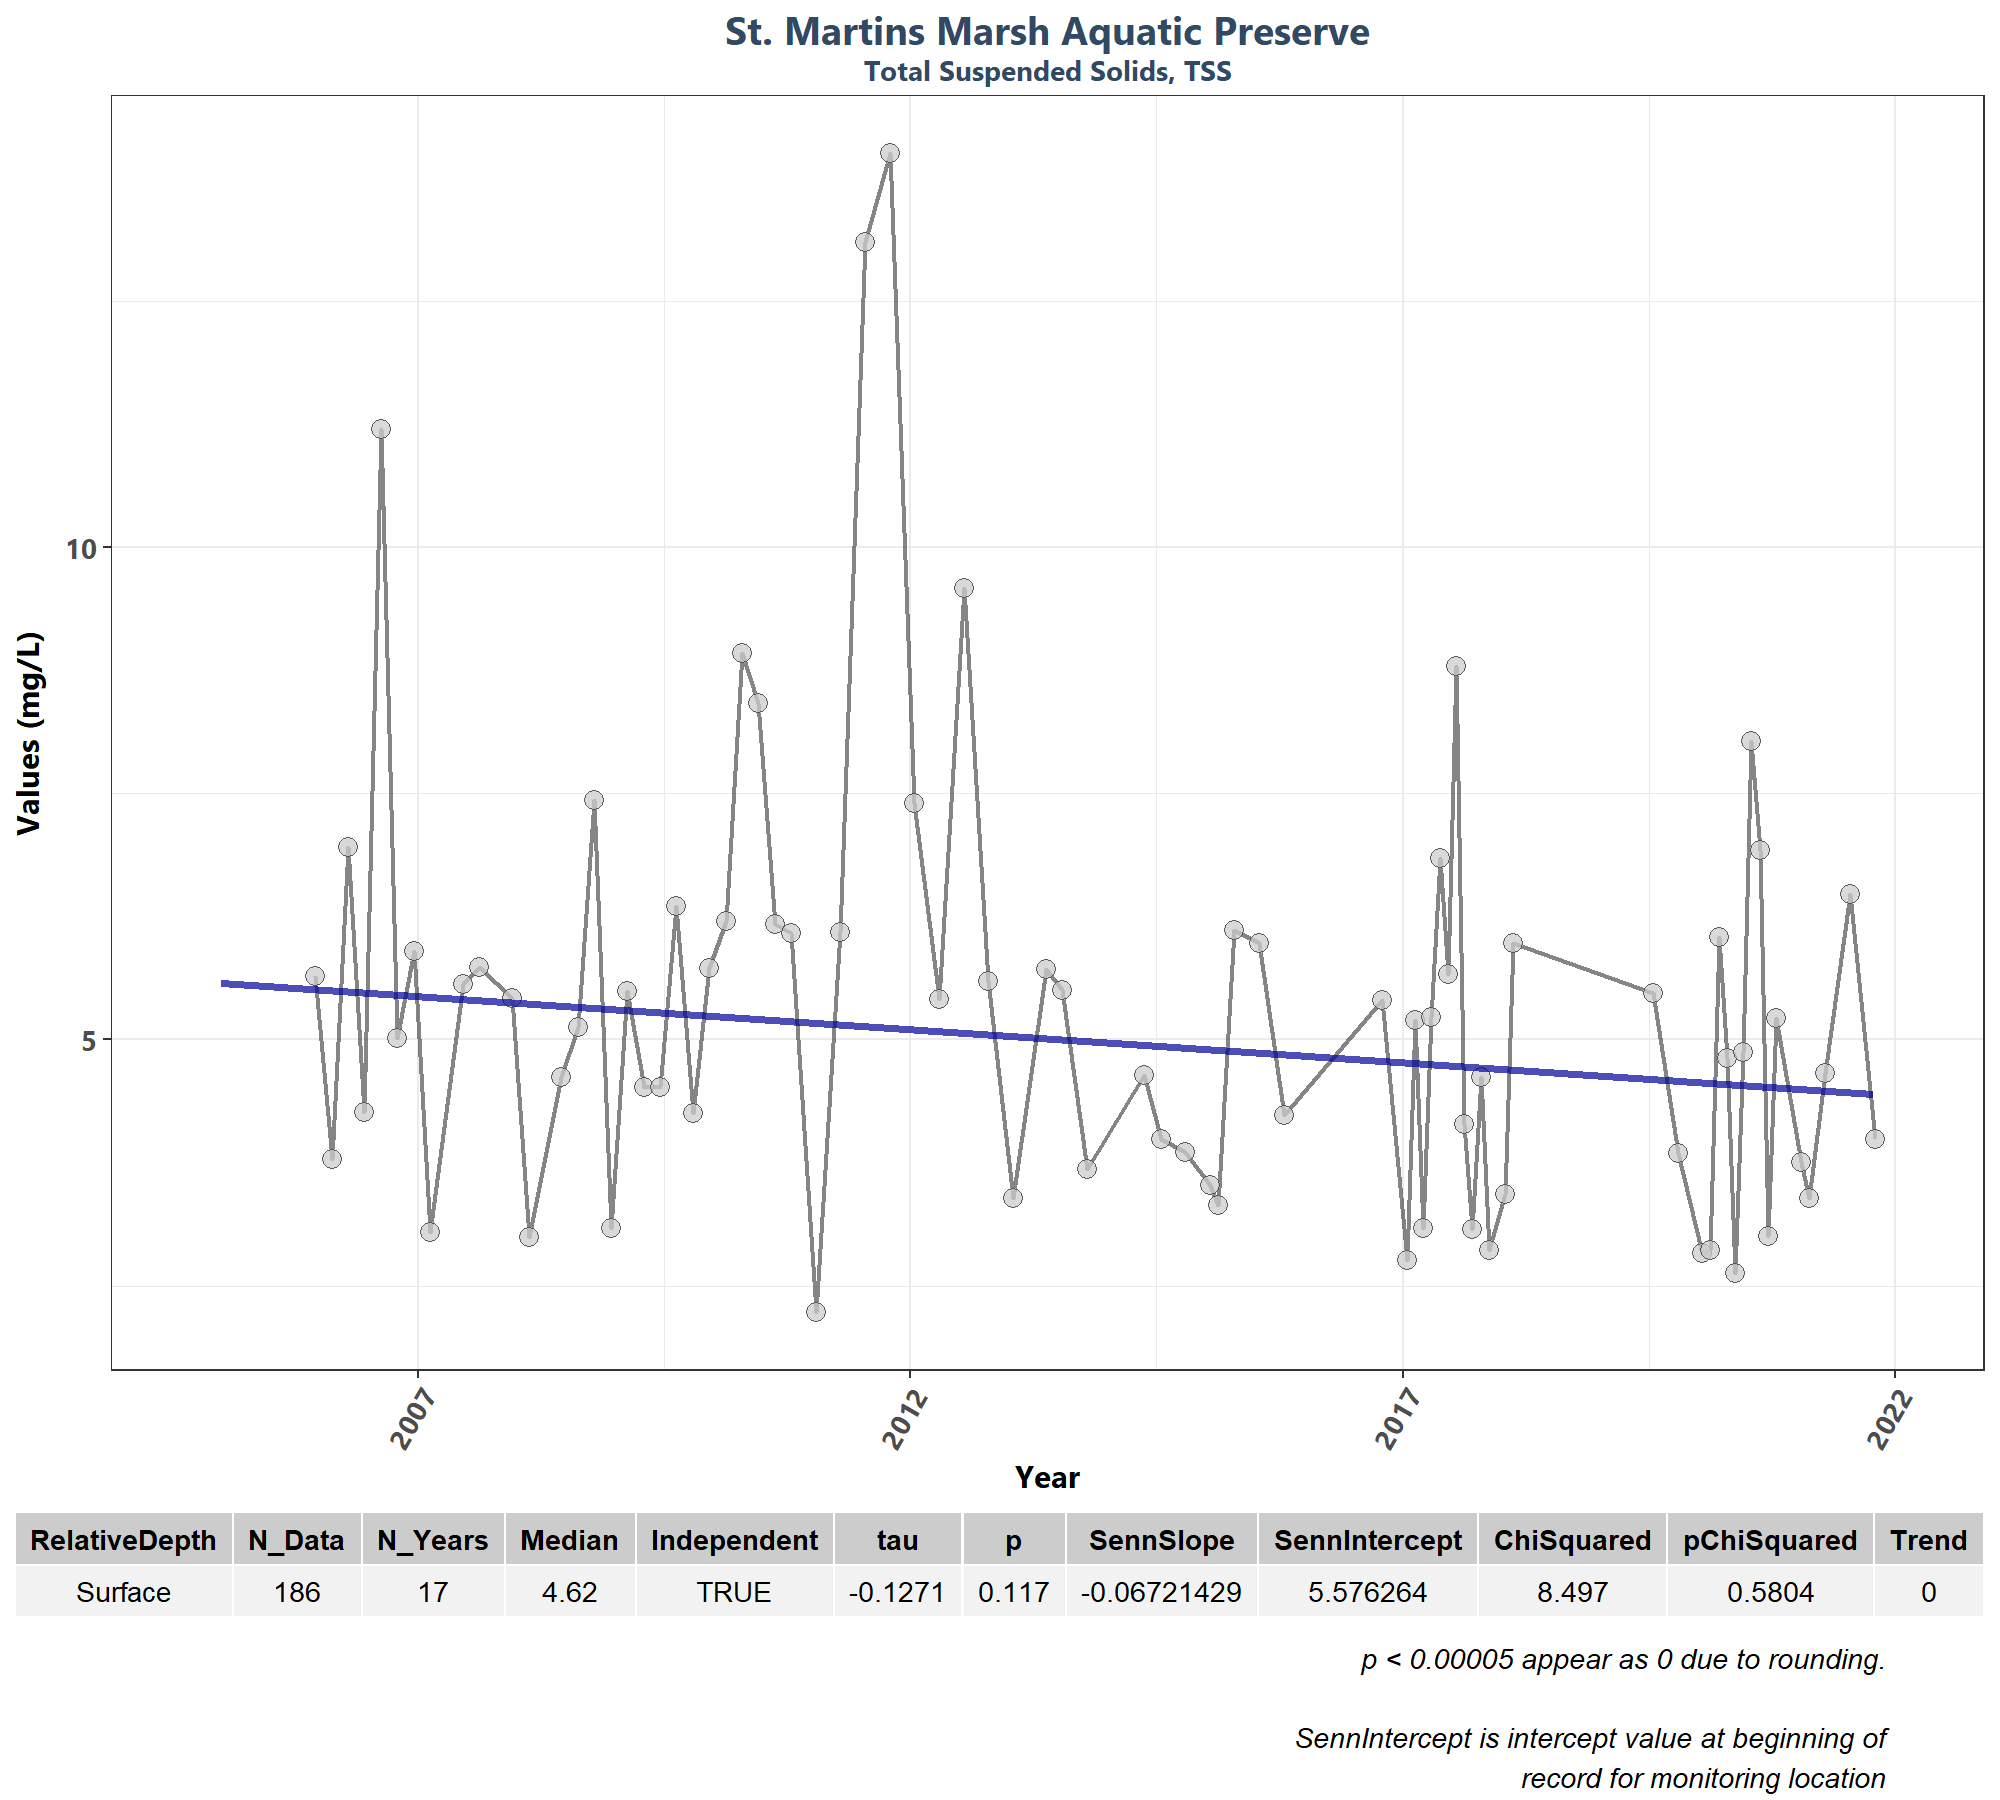 St. Martins Marsh Aquatic Preserve
Total Suspended Solids, TSS
Values (mg/L)
10
5
2007
2012
2017
2022
Year
RelativeDepth N_Data N_Years Median Independent tau p SennSlope SennIntercept ChiSquared pChiSquared Trend
Surface 186 17 4.62 TRUE -0.1271 0.117 -0.06721429 5.576264 8.497 0.5804 0
p < 0.00005 appear as 0 due to rounding.
SennIntercept is intercept value at beginning of
record for monitoring location